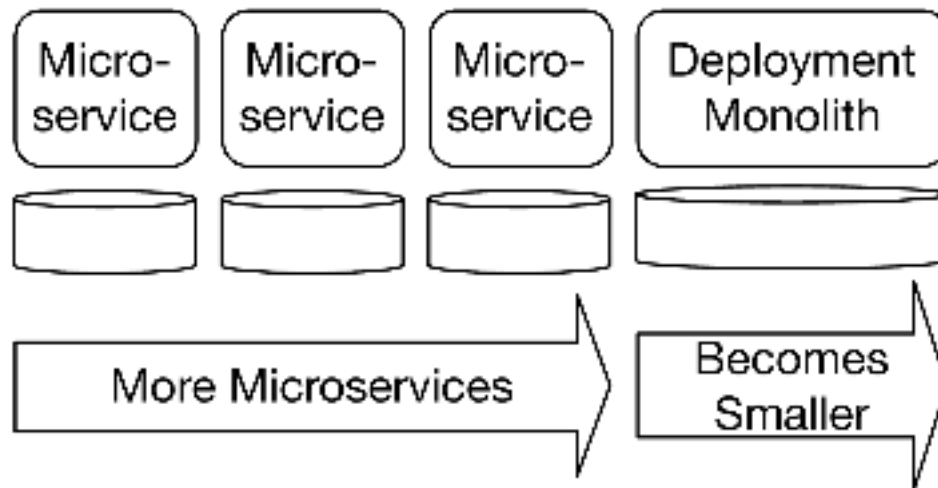 Micro-
service
Micro-
service
Micro-
service
Deployment
Monolith
More Microservices
Becomes
Smaller